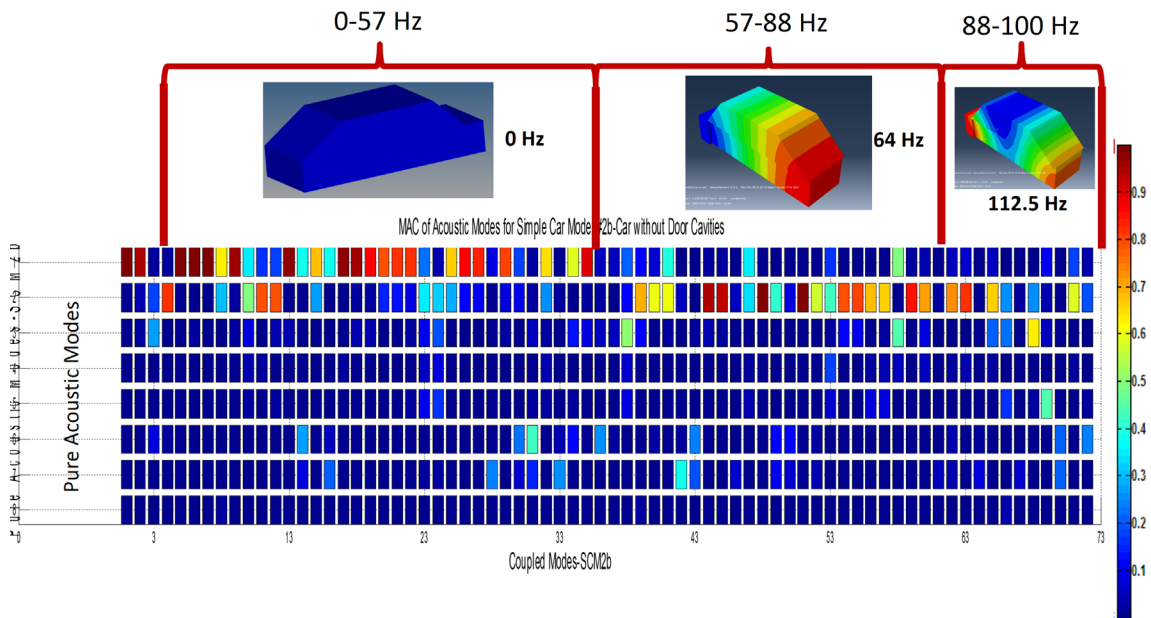 0-57 Hz
57-88 Hz
88-100 Hz
0 Hz
64 Hz
112.5 Hz
MAC of Acoustic Modes for Simple Car Model
#2b-Car without Door Cavities
Pure Acoustic Modes
0
3
13
23
33
43
53
63
73
Coupled Modes-SCM2b
0.9
0.8
0.7
0.6
0.5
0.4
0.3
0.2
0.1